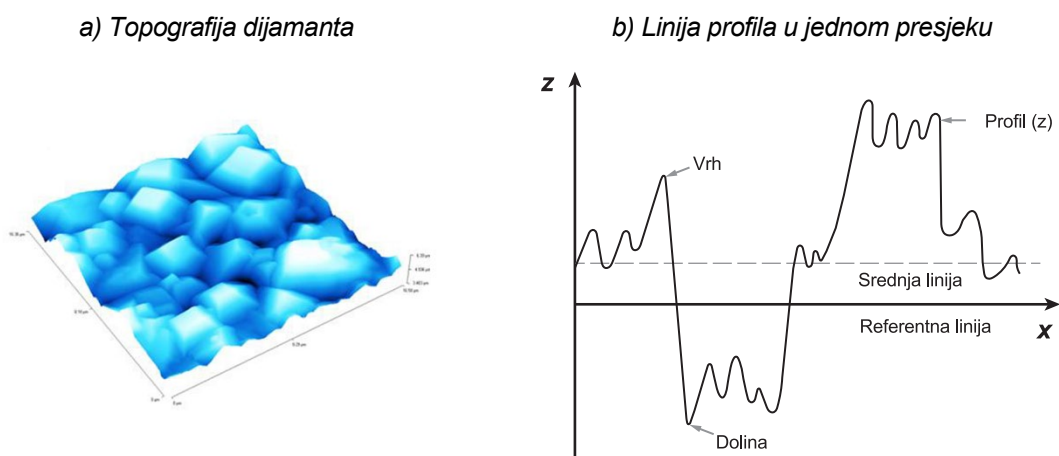 a) Topografija dijamanta
b) Linija profila u jednom presjeku
z
Profil (z)
Vrh
Srednja linija
Referentna linija
x
Dolina